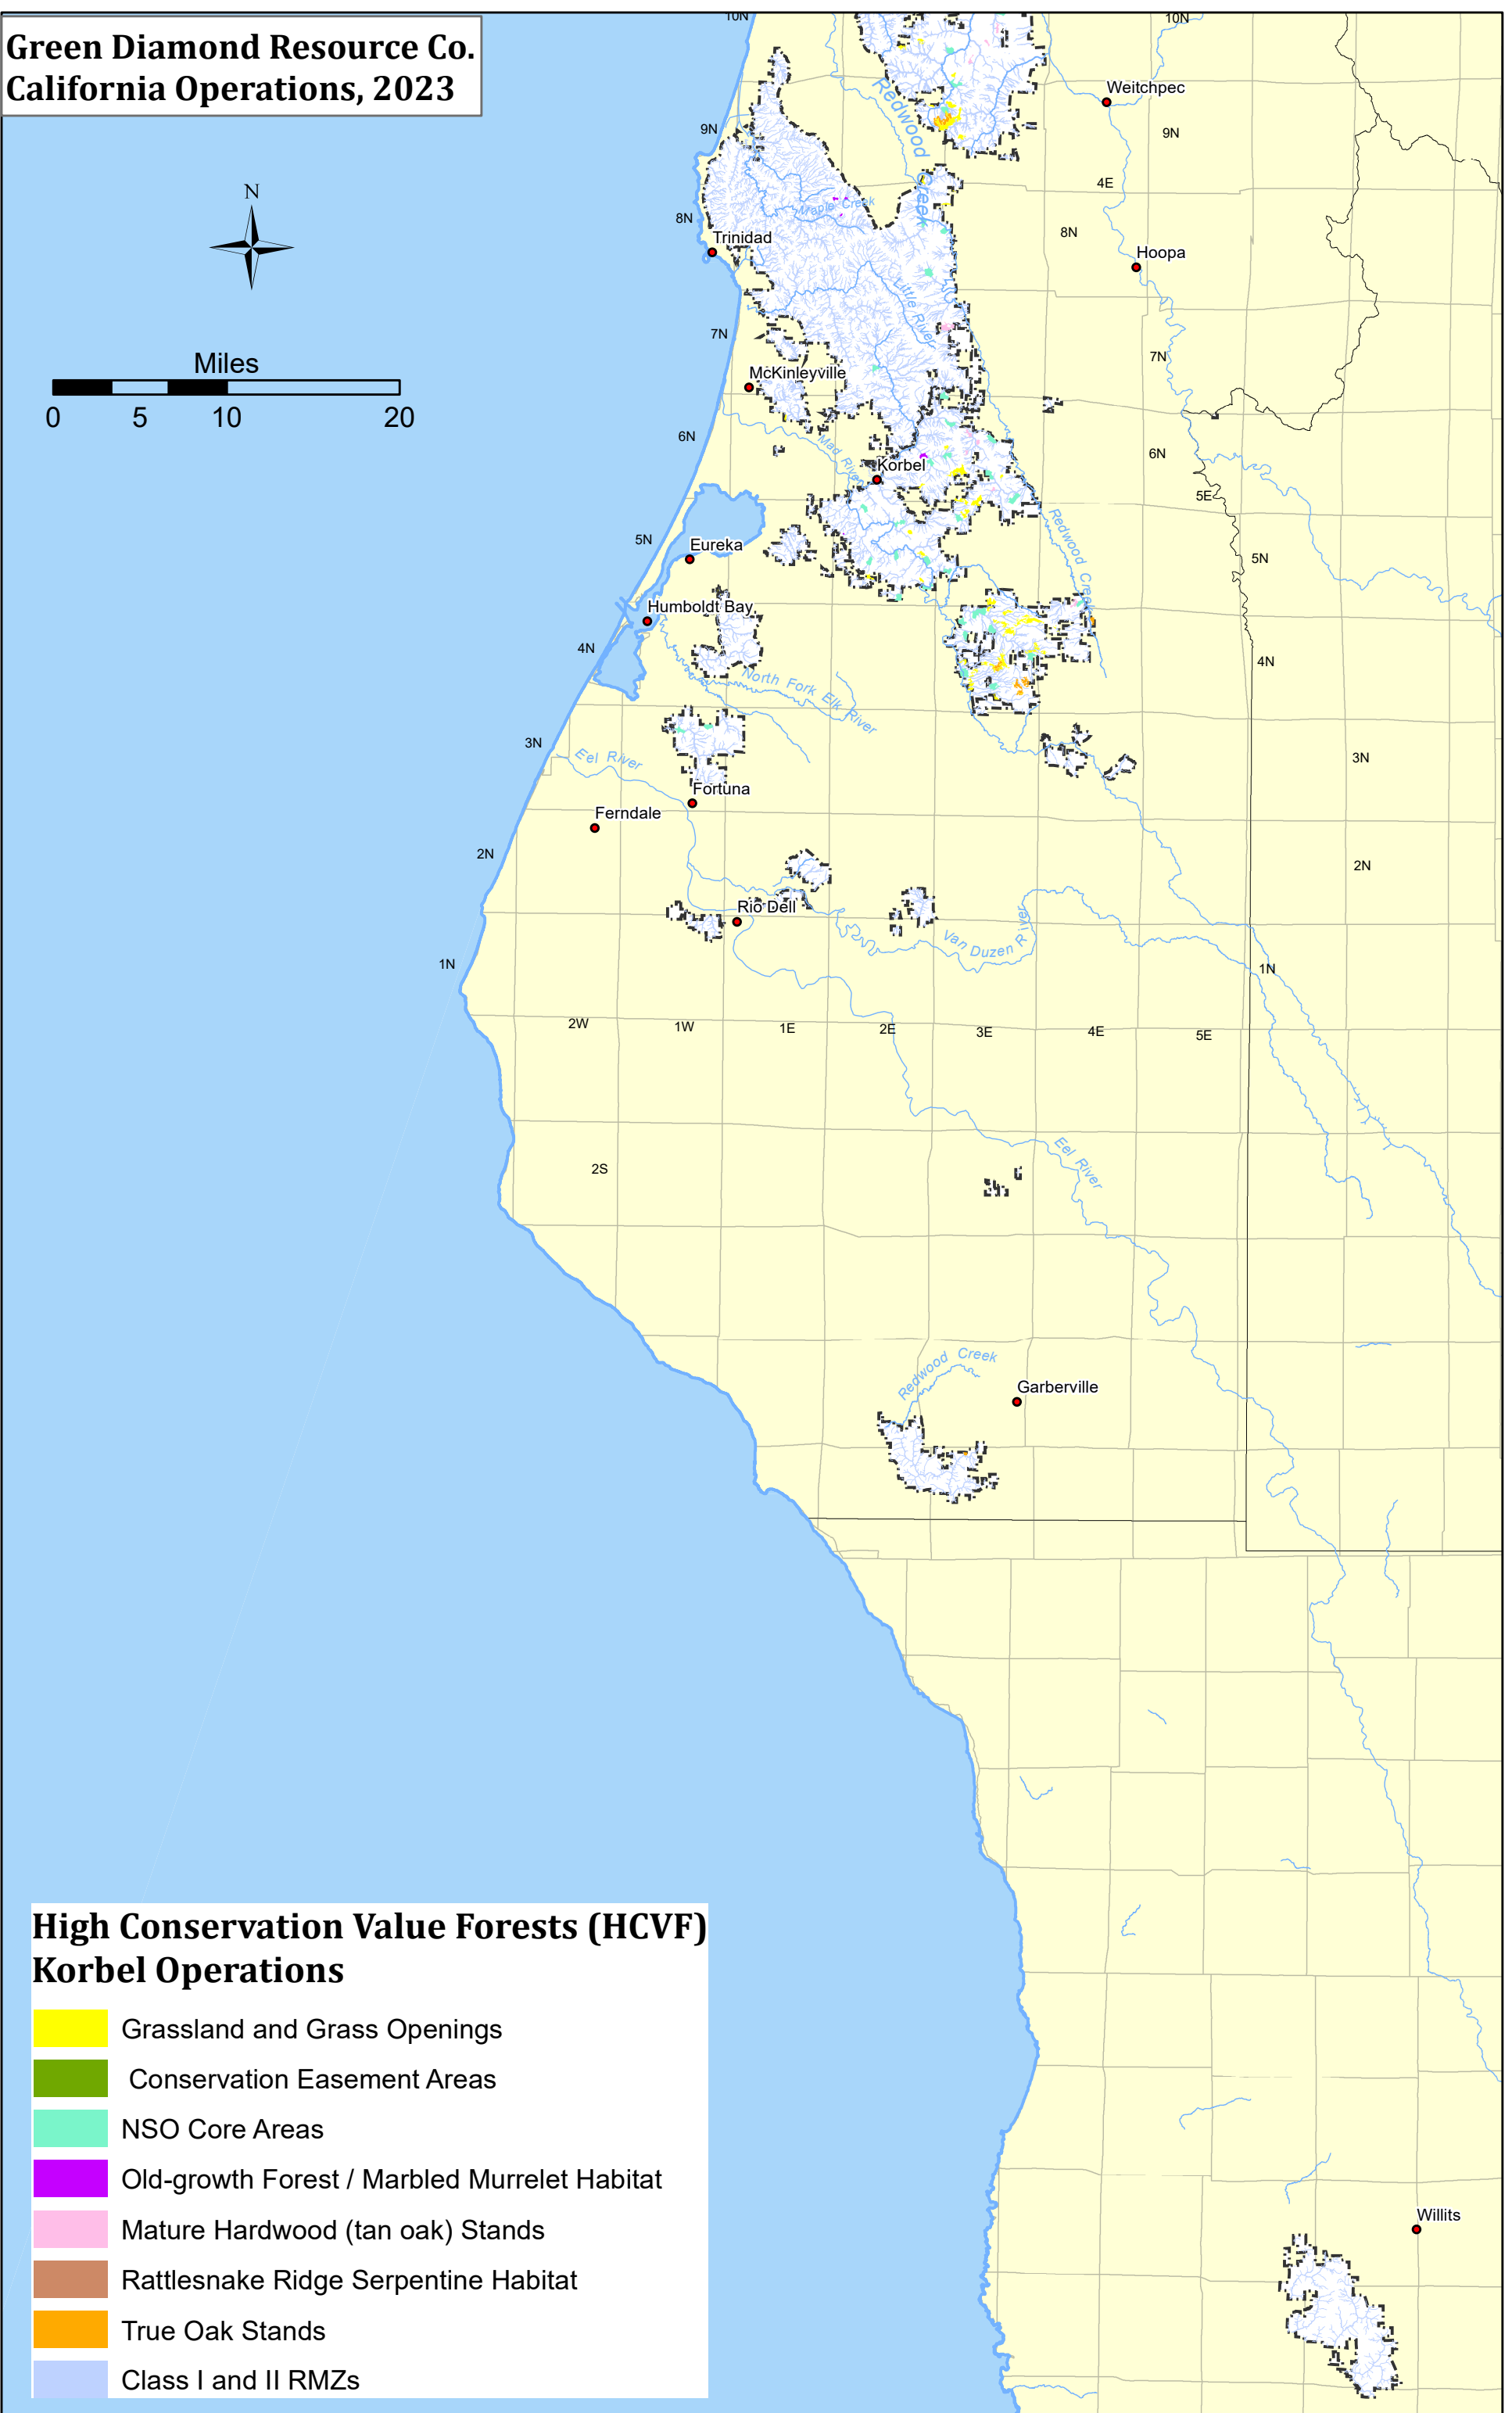 Green Diamond Resource Co.
California Operations, 2023
N
Miles
0 5 10 20
10N
10N
Weitchpec
Redwood Creek
9N
9N
4E
Maple Creek
8N
8N
Trinidad
Hoopa
Little River
7N
7N
McKinleyville
6N
Mad River
6N
Korbel
5E
Redwood Creek
5N
Eureka
5N
Humboldt Bay
4N
4N
North Fork Elk River
3N
Eel River
3N
Fortuna
Ferndale
2N
2N
Rio Dell
Van Duzen River
1N
1N
2W 1W 1E 2E 3E 4E 5E
Eel River
2S
Redwood Creek
Garberville
High Conservation Value Forests (HCVF)
Korbel Operations
Grassland and Grass Openings
Conservation Easement Areas
NSO Core Areas
Old-growth Forest / Marbled Murrelet Habitat
Mature Hardwood (tan oak) Stands
Rattlesnake Ridge Serpentine Habitat
True Oak Stands
Class I and II RMZs
Willits